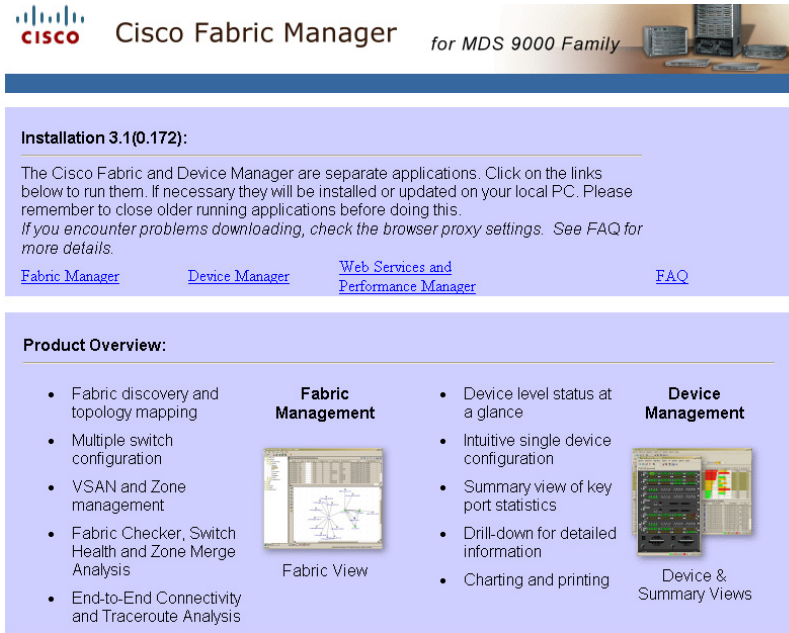 CISCO
Cisco Fabric Manager for MDS 9000 Family
Installation 3.1(0.172):
The Cisco Fabric and Device Manager are separate applications. Click on the links
below to run them. If necessary they will be installed or updated on your local PC. Please
remember to close older running applications before doing this.
If you encounter problems downloading, check the browser proxy settings. See FAQ for
more details.
Fabric Manager
Device Manager
Web Services and
Performance Manager
FAQ
Product Overview:
• Fabric discovery and
topology mapping
• Multiple switch
configuration
• VSAN and Zone
management
• Fabric Checker, Switch
Health and Zone Merge
Analysis
• End-to-End Connectivity
and Traceroute Analysis
Fabric
Management
Fabric View
• Device level status at
a glance
• Intuitive single device
configuration
• Summary view of key
port statistics
• Drill-down for detailed
information
• Charting and printing
Device
Management
Device &
Summary Views